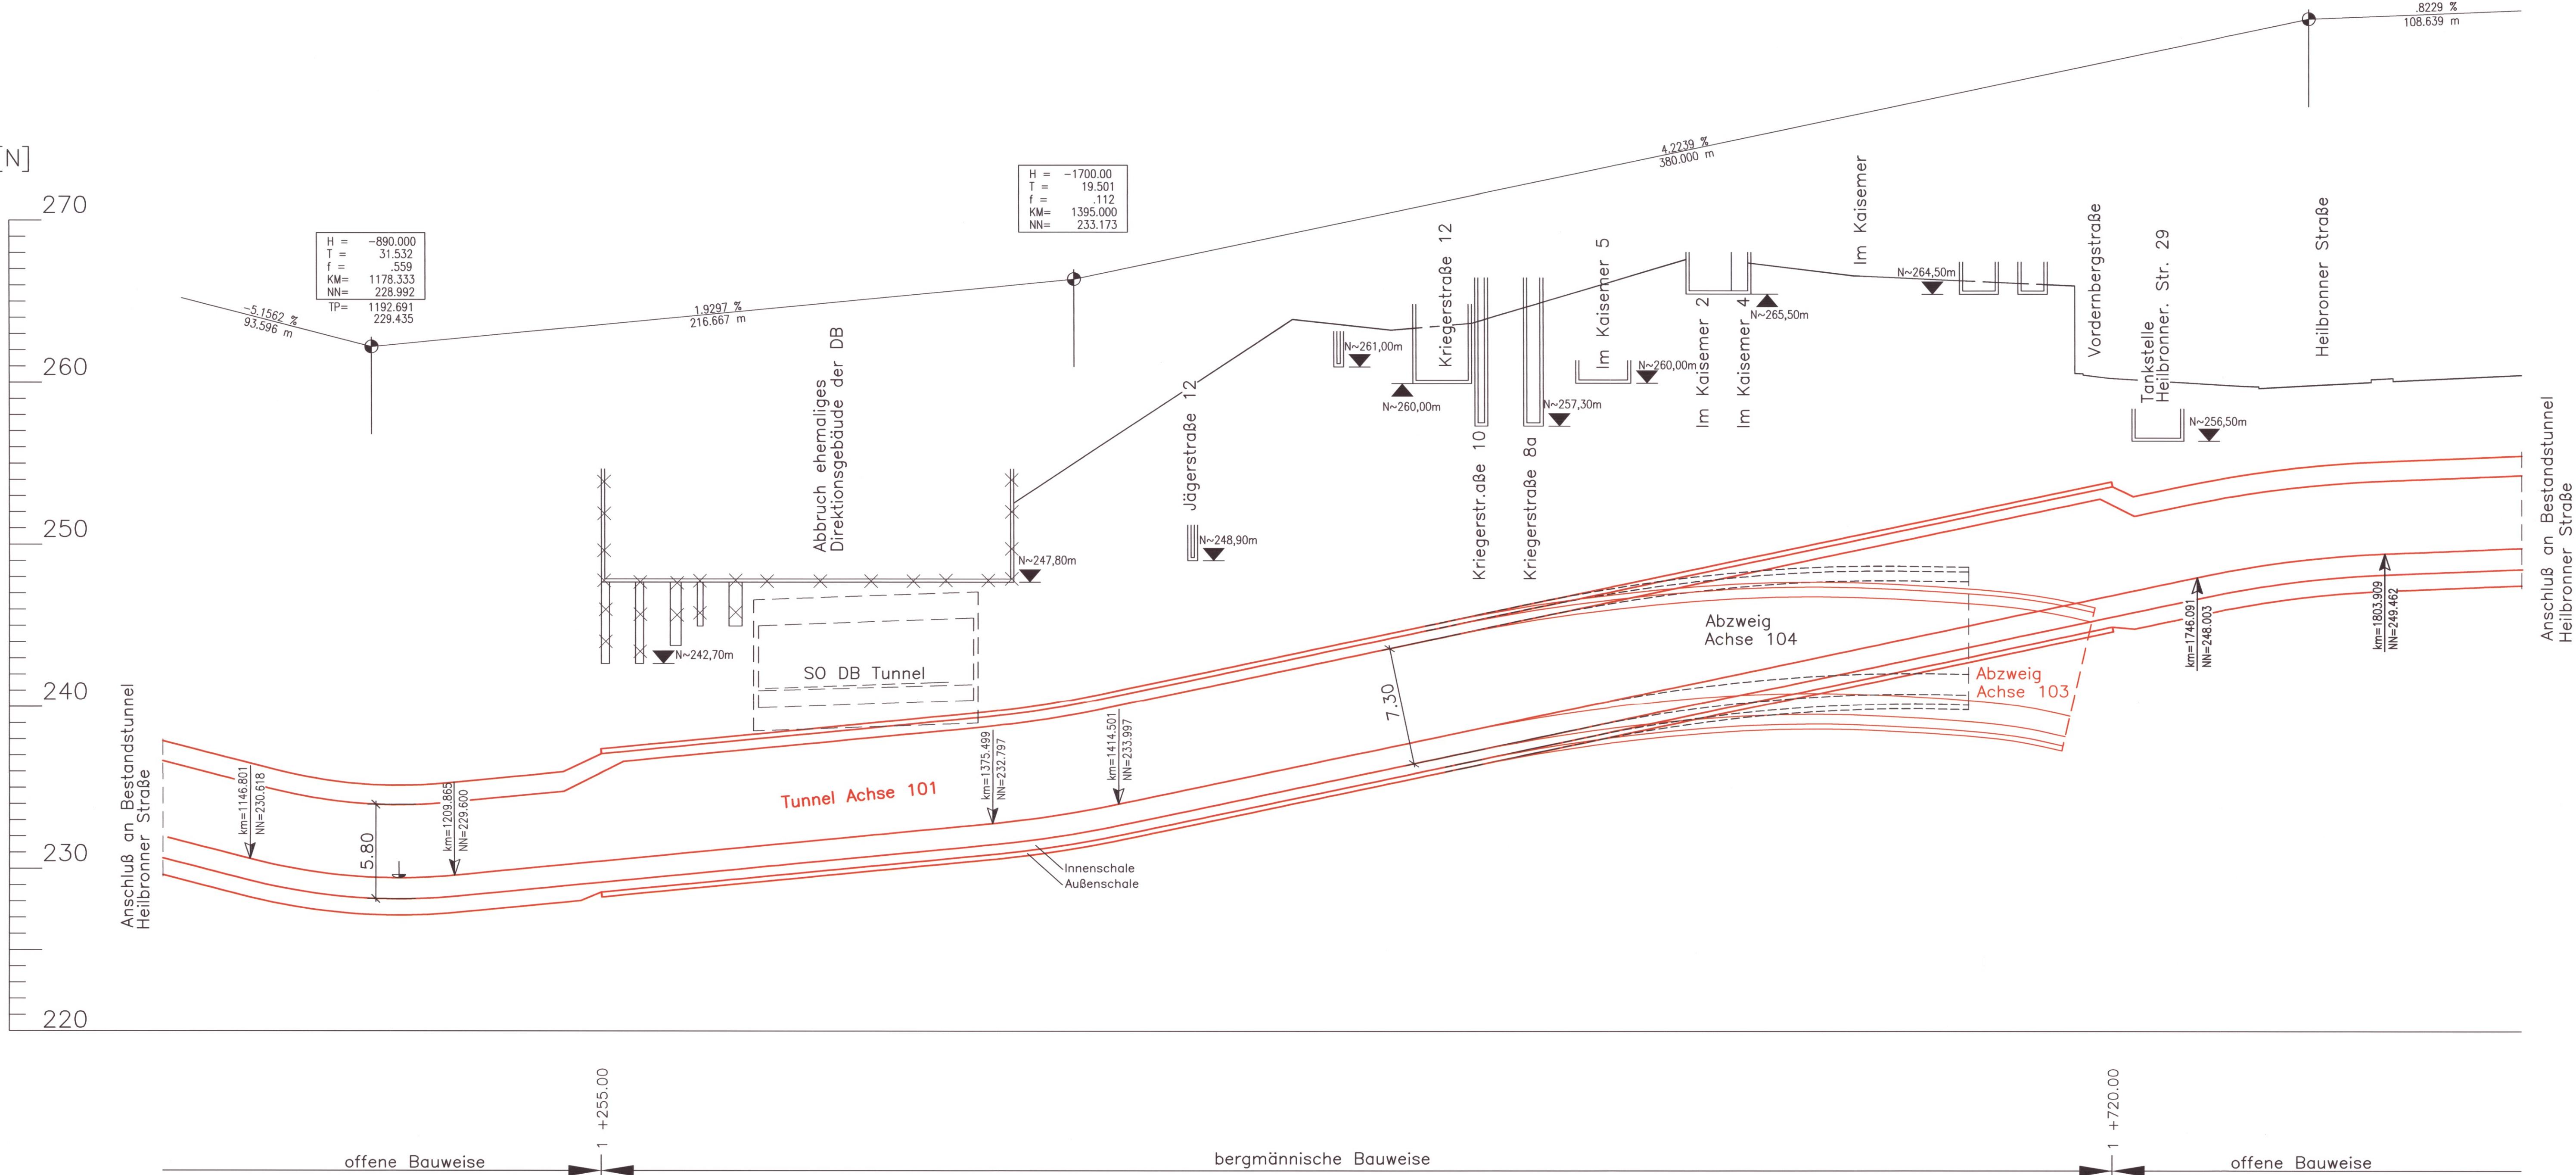 .8229 %
108.639 m
4.2239 %
380.000 m
[N]
270
260
250
240
230
220
H = -1700.00
T = 19.501
f = .112
KM= 1395.000
NN= 233.173
H = -890.000
T = 31.532
f = .559
KM= 1178.333
NN= 228.992
TP= 1192.691
229.435
-5.1562 %
93.596 m
1.9297 %
216.667 m
Abbruch ehemaliges
Direktionsgebäude der DB
Jägerstraße 12
N~261,00m
Kriegerstraße 12
N~260,00m
Kriegerstr.aße 10
Kriegerstraße 8a
N~257,30m
Im Kaisemer 5
N~260,00m
Im Kaisemer 2
Im Kaisemer 4
N~265,50m
Im Kaisemer
N~264,50m
Vordernbergstraße
Tankstelle
Heilbronner. Str. 29
N~256,50m
Heilbronner Straße
N~248,90m
N~247,80m
N~242,70m
SO DB Tunnel
Abzweig
Achse 104
Abzweig
Achse 103
Tunnel Achse 101
7.30
5.80
km=1146.801
NN=230.618
km=1209.865
NN=229.600
km=1375.499
NN=232.797
km=1414.501
NN=233.997
km=1746.091
NN=248.003
km=1803.909
NN=249.462
Innenschale
Außenschale
Anschluß an Bestandstunnel
Heilbronner Straße
Anschluß an Bestandstunnel
Heilbronner Straße
1 +255.00
1 +720.00
offene Bauweise
bergmännische Bauweise
offene Bauweise